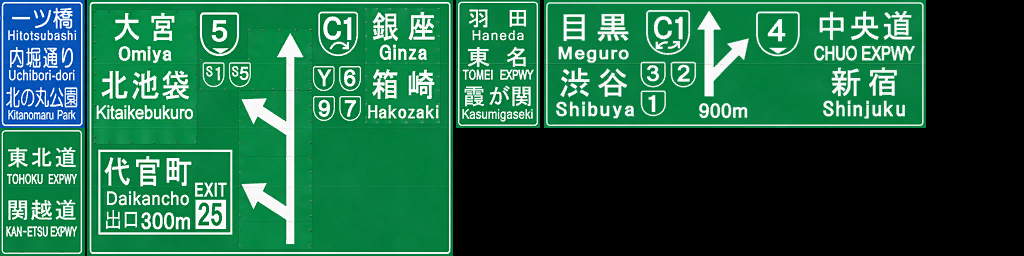 一ツ橋
Hitotsubashi
内堀通り
Uchibori-dori
北の丸公園
Kitanomaru Park
東北道
TOHOKU EXPWY
関越道
KAN-ETSU EXPWY
大宮
Omiya
5
北池袋
Kitaikebukuro
S1 S5
C1
銀座
Ginza
Y 6
9 7
箱崎
Hakozaki
代官町
Daikancho
出口300m
EXIT
25
羽田
Haneda
東名
TOMEI EXPWY
霞が関
Kasumigaseki
目黒
Meguro
C1
渋谷
Shibuya
3 2
1
900m
4
中央道
CHUO EXPWY
新宿
Shinjuku